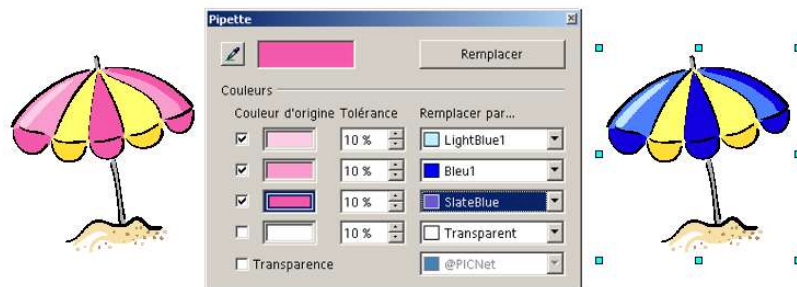 Pipette
Remplacer
Couleurs
Couleur d'origine Tolérance Remplacer par...
10 % LightBlue1
10 % Bleu1
10 % SlateBlue
10 % Transparent
Transparence @PICNet